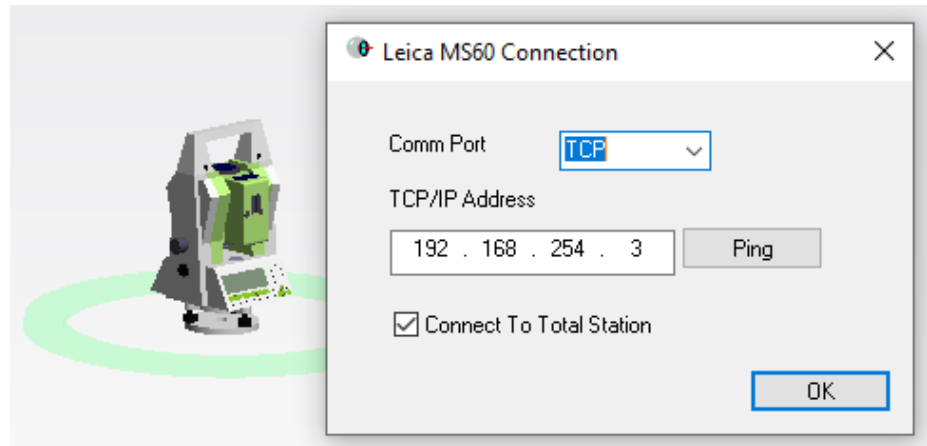 Leica MS60 Connection
Comm Port TCP
TCP/IP Address
192 . 168 . 254 . 3 Ping
Connect To Total Station
OK